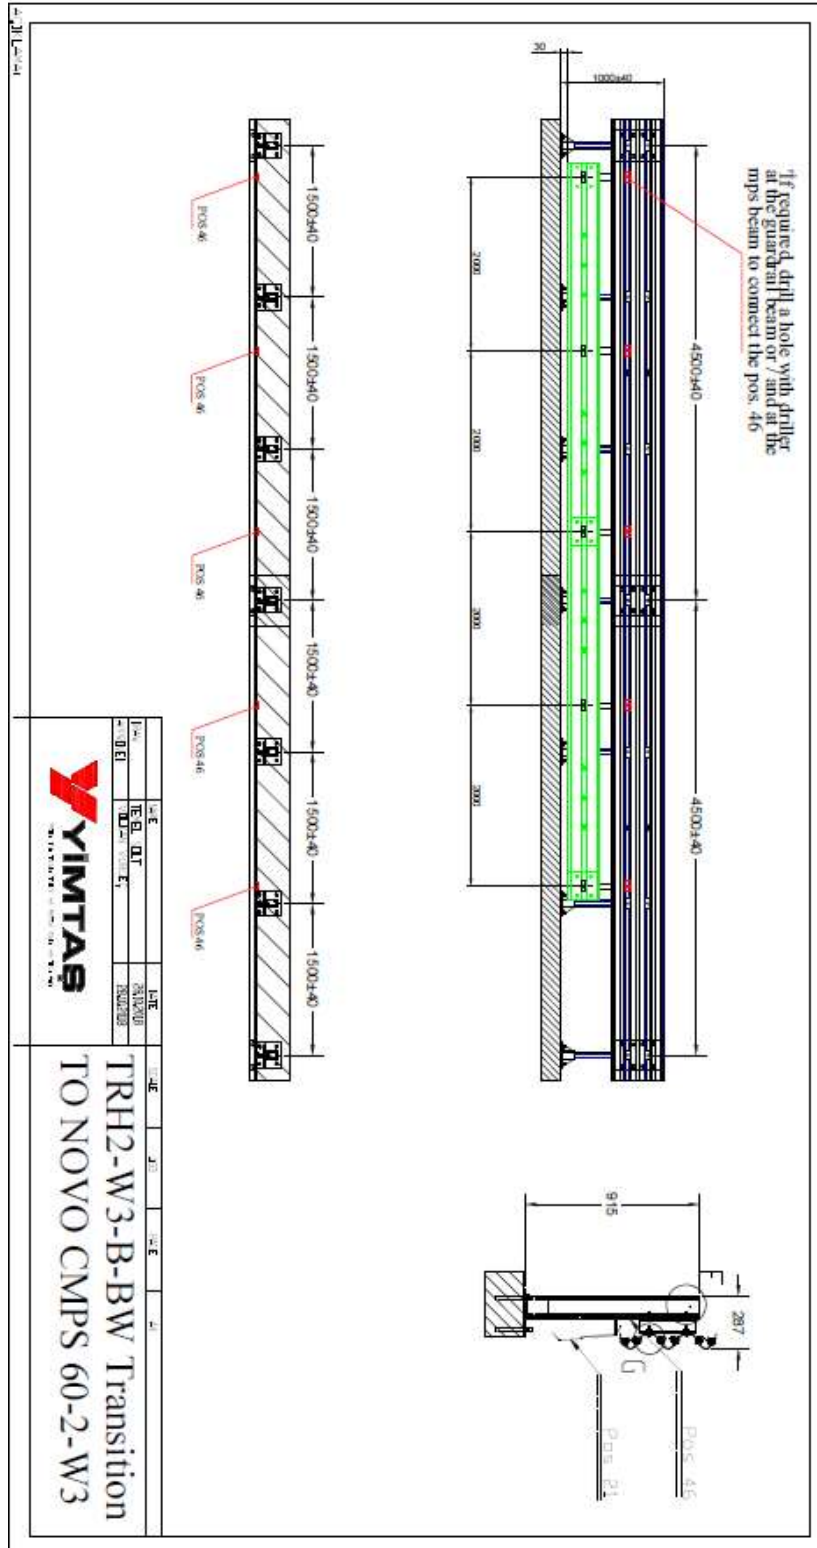 "If required, drill a hole with driller
at the guardrail beam or / and at the
mps beam to connect the pos. 46
30
1000±40
4500±40
4500±40
2000
2000
2000
2000
1500±40
1500±40
1500±40
1500±40
1500±40
1500±40
POS 46
POS 46
POS 46
POS 46
POS 46
915
287
F
G
Pos 46
Pos 21
YİMTAŞ
TRH2-W3-B-BW Transition
TO NOVO CMPS 60-2-W3